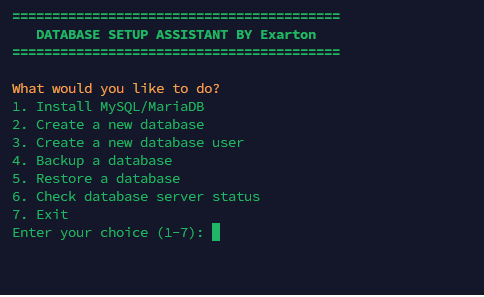 =========================================
DATABASE SETUP ASSISTANT BY Exarton
=========================================
What would you like to do?
1. Install MySQL/MariaDB
2. Create a new database
3. Create a new database user
4. Backup a database
5. Restore a database
6. Check database server status
7. Exit
Enter your choice (1-7):